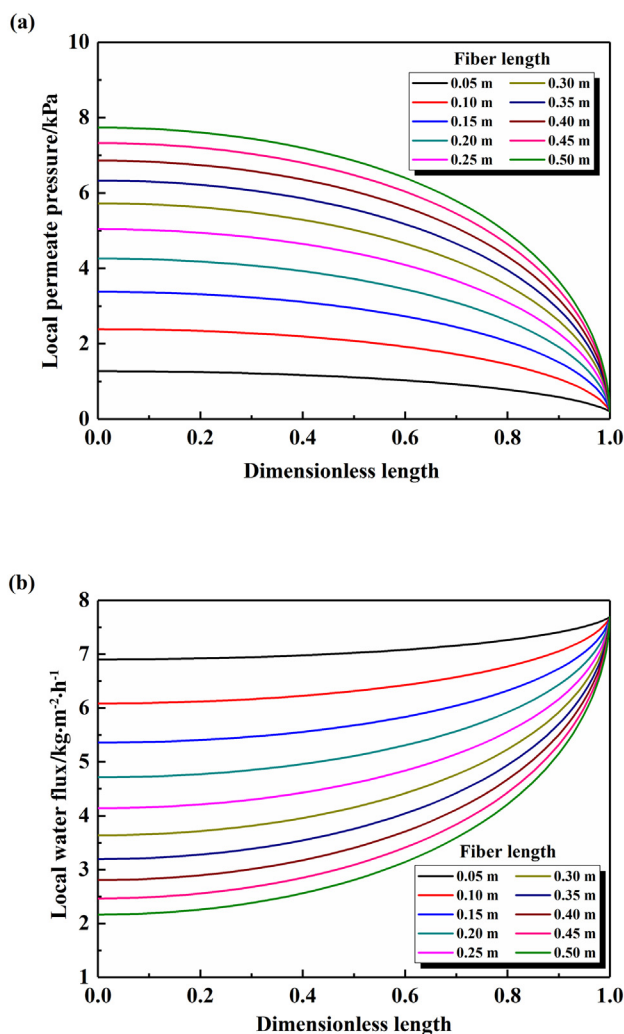 (a)
10
8
6
4
2
0
Local permeate pressure/kPa
Fiber length
0.05 m 0.30 m
0.10 m 0.35 m
0.15 m 0.40 m
0.20 m 0.45 m
0.25 m 0.50 m
0.0 0.2 0.4 0.6 0.8 1.0
Dimensionless length
(b)
8
7
6
5
4
3
2
1
Local water flux/kg·m⁻²·h⁻¹
Fiber length
0.05 m 0.30 m
0.10 m 0.35 m
0.15 m 0.40 m
0.20 m 0.45 m
0.25 m 0.50 m
0.0 0.2 0.4 0.6 0.8 1.0
Dimensionless length